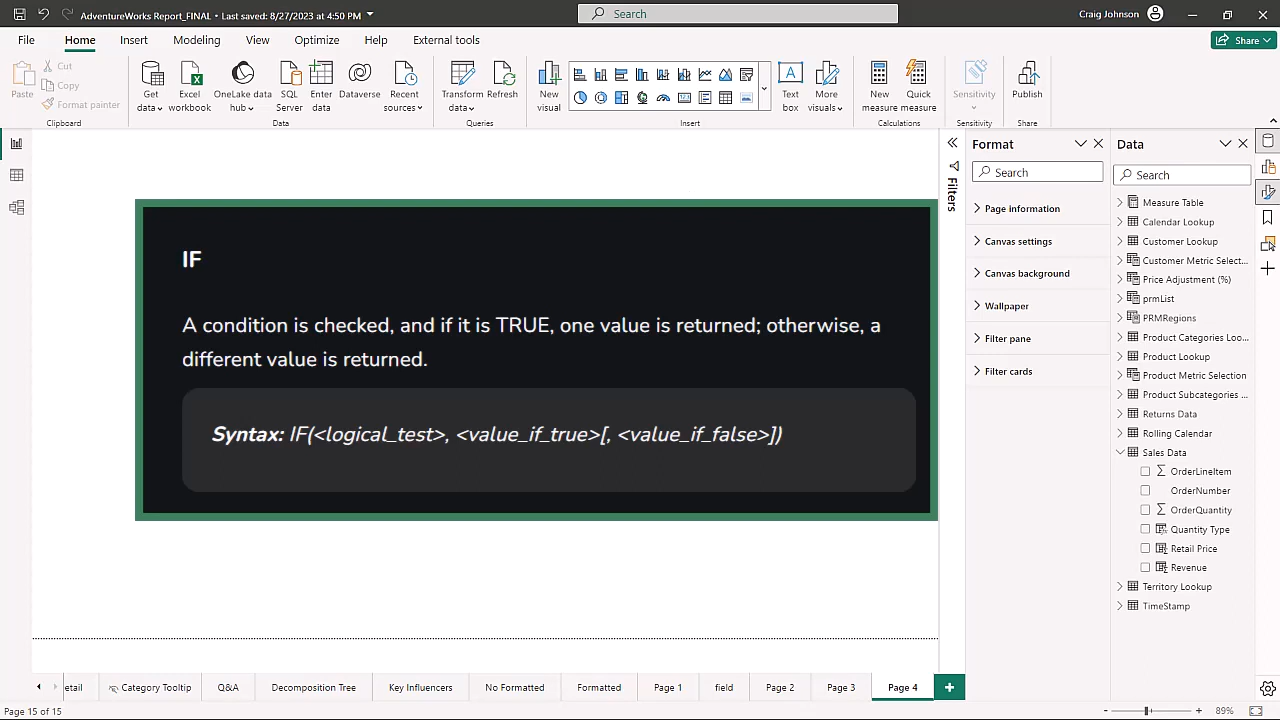 AdventureWorks Report_FINAL • Last saved: 8/27/2023 at 4:50 PM
Search
Craig Johnson
File
Home
Insert
Modeling
View
Optimize
Help
External tools
Share
Paste
Cut
Copy
Format painter
Clipboard
Get data
Excel workbook
OneLake data hub
SQL Server
Enter data
Dataverse
Recent sources
Data
Transform data
Refresh
Queries
New visual
Text box
More visuals
Insert
New measure
Quick measure
Calculations
Sensitivity
Sensitivity
Publish
Share
IF
A condition is checked, and if it is TRUE, one value is returned; otherwise, a
different value is returned.
Syntax: IF(<logical_test>, <value_if_true>[, <value_if_false>])
Filters
Format
Search
Page information
Canvas settings
Canvas background
Wallpaper
Filter pane
Filter cards
Data
Search
Measure Table
Calendar Lookup
Customer Lookup
Customer Metric Select...
Price Adjustment (%)
prmList
PRMRegions
Product Categories Loo...
Product Lookup
Product Metric Selection
Product Subcategories ...
Returns Data
Rolling Calendar
Sales Data
OrderLineItem
OrderNumber
OrderQuantity
Quantity Type
Retail Price
Revenue
Territory Lookup
TimeStamp
etail
Category Tooltip
Q&A
Decomposition Tree
Key Influencers
No Formatted
Formatted
Page 1
field
Page 2
Page 3
Page 4
Page 15 of 15
89%